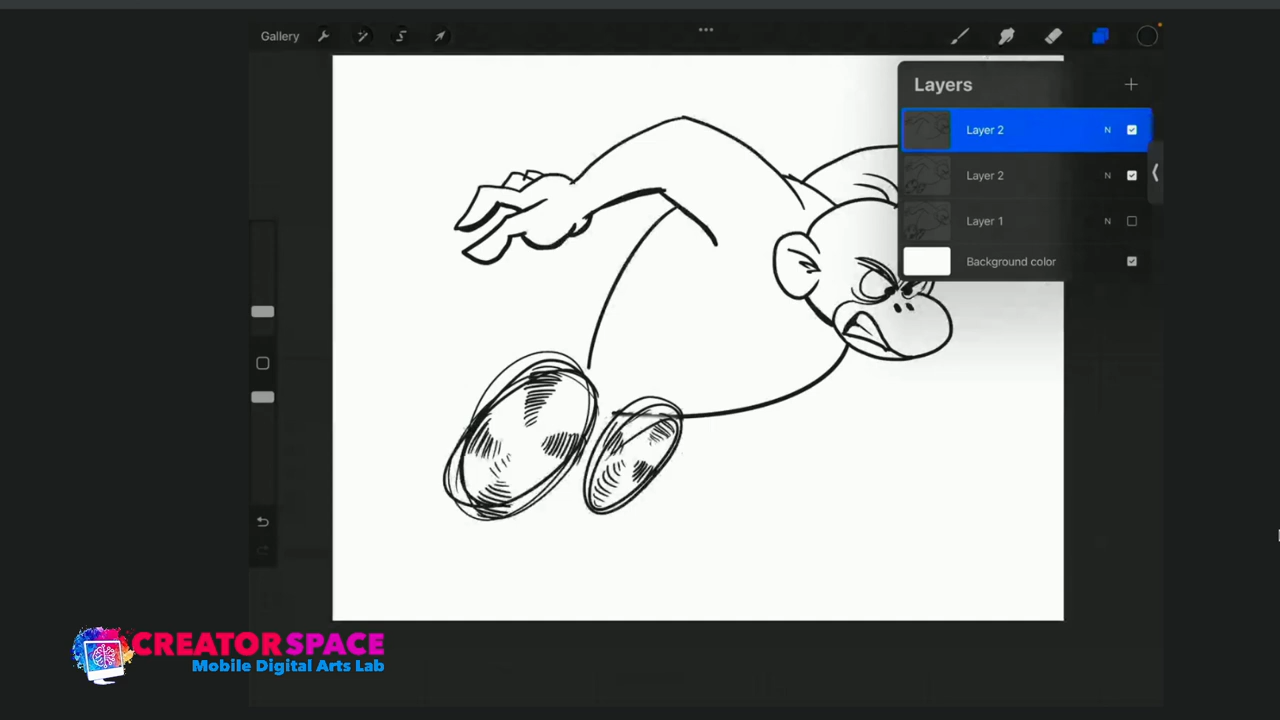 Gallery
Layers
Layer 2 N
Layer 2 N
Layer 1 N
Background color
CREATORSPACE
Mobile Digital Arts Lab